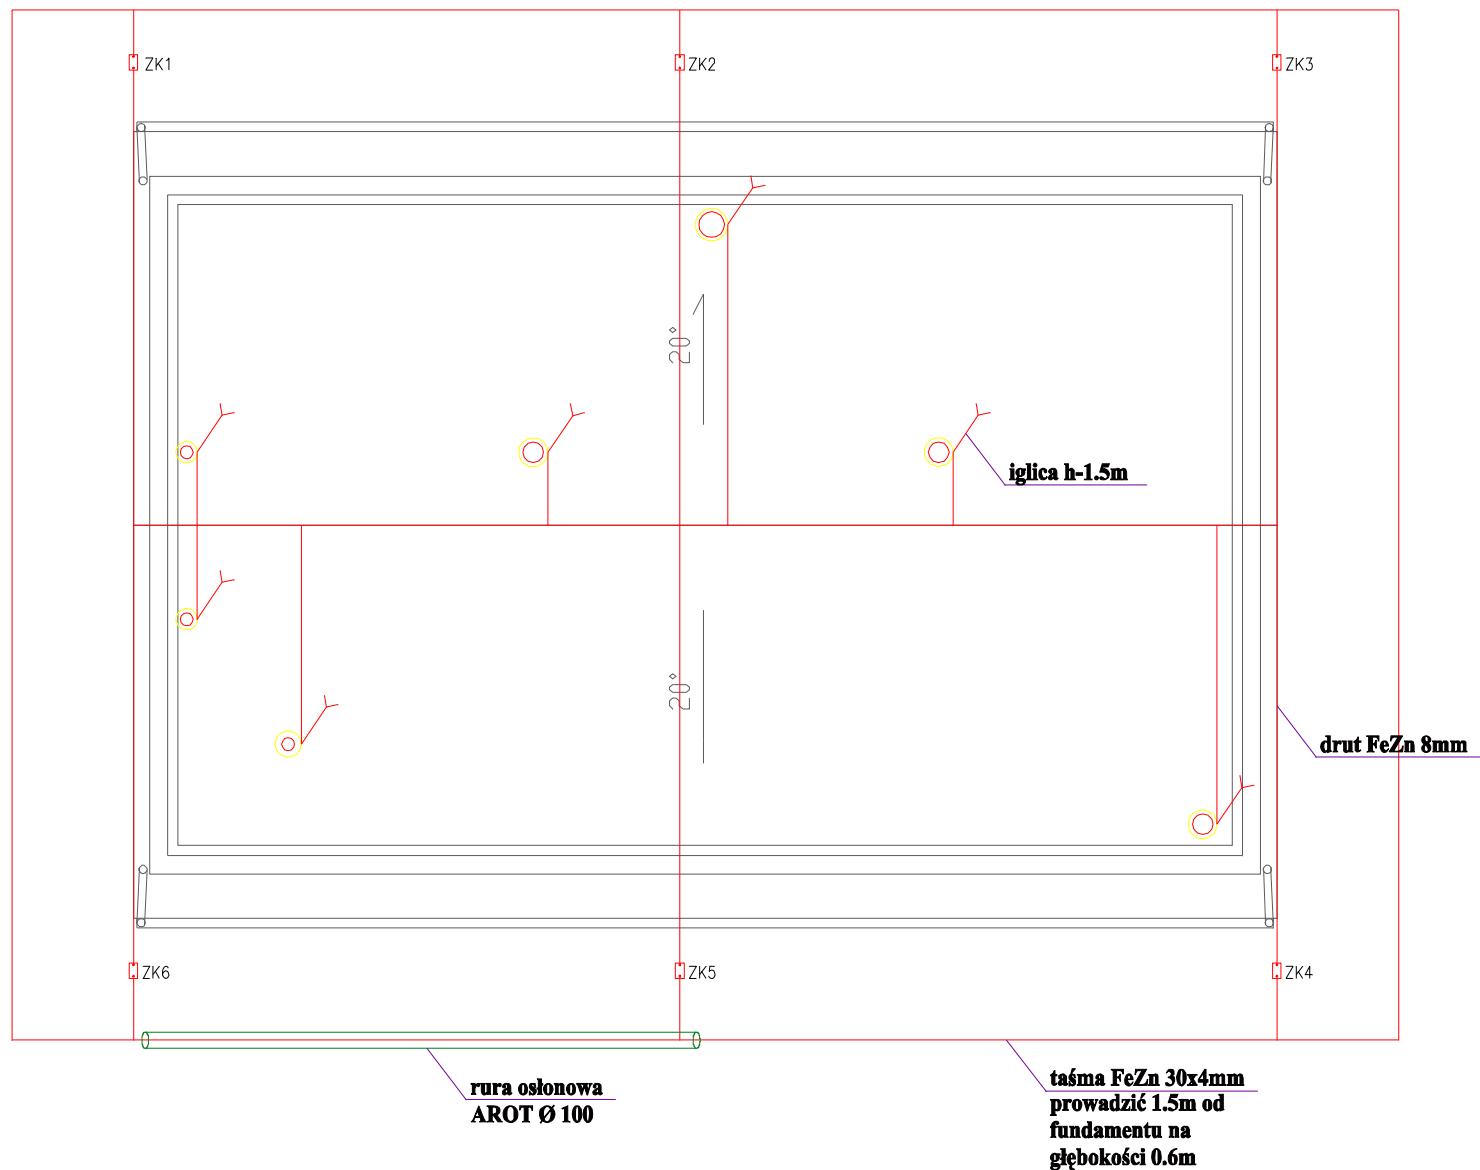 ZK1
ZK2
ZK3
20°
iglica h-1.5m
20°
drut FeZn 8mm
ZK6
ZK5
ZK4
rura osłonowa
AROT Ø 100
taśma FeZn 30x4mm
prowadzić 1.5m od
fundamentu na
głębokości 0.6m